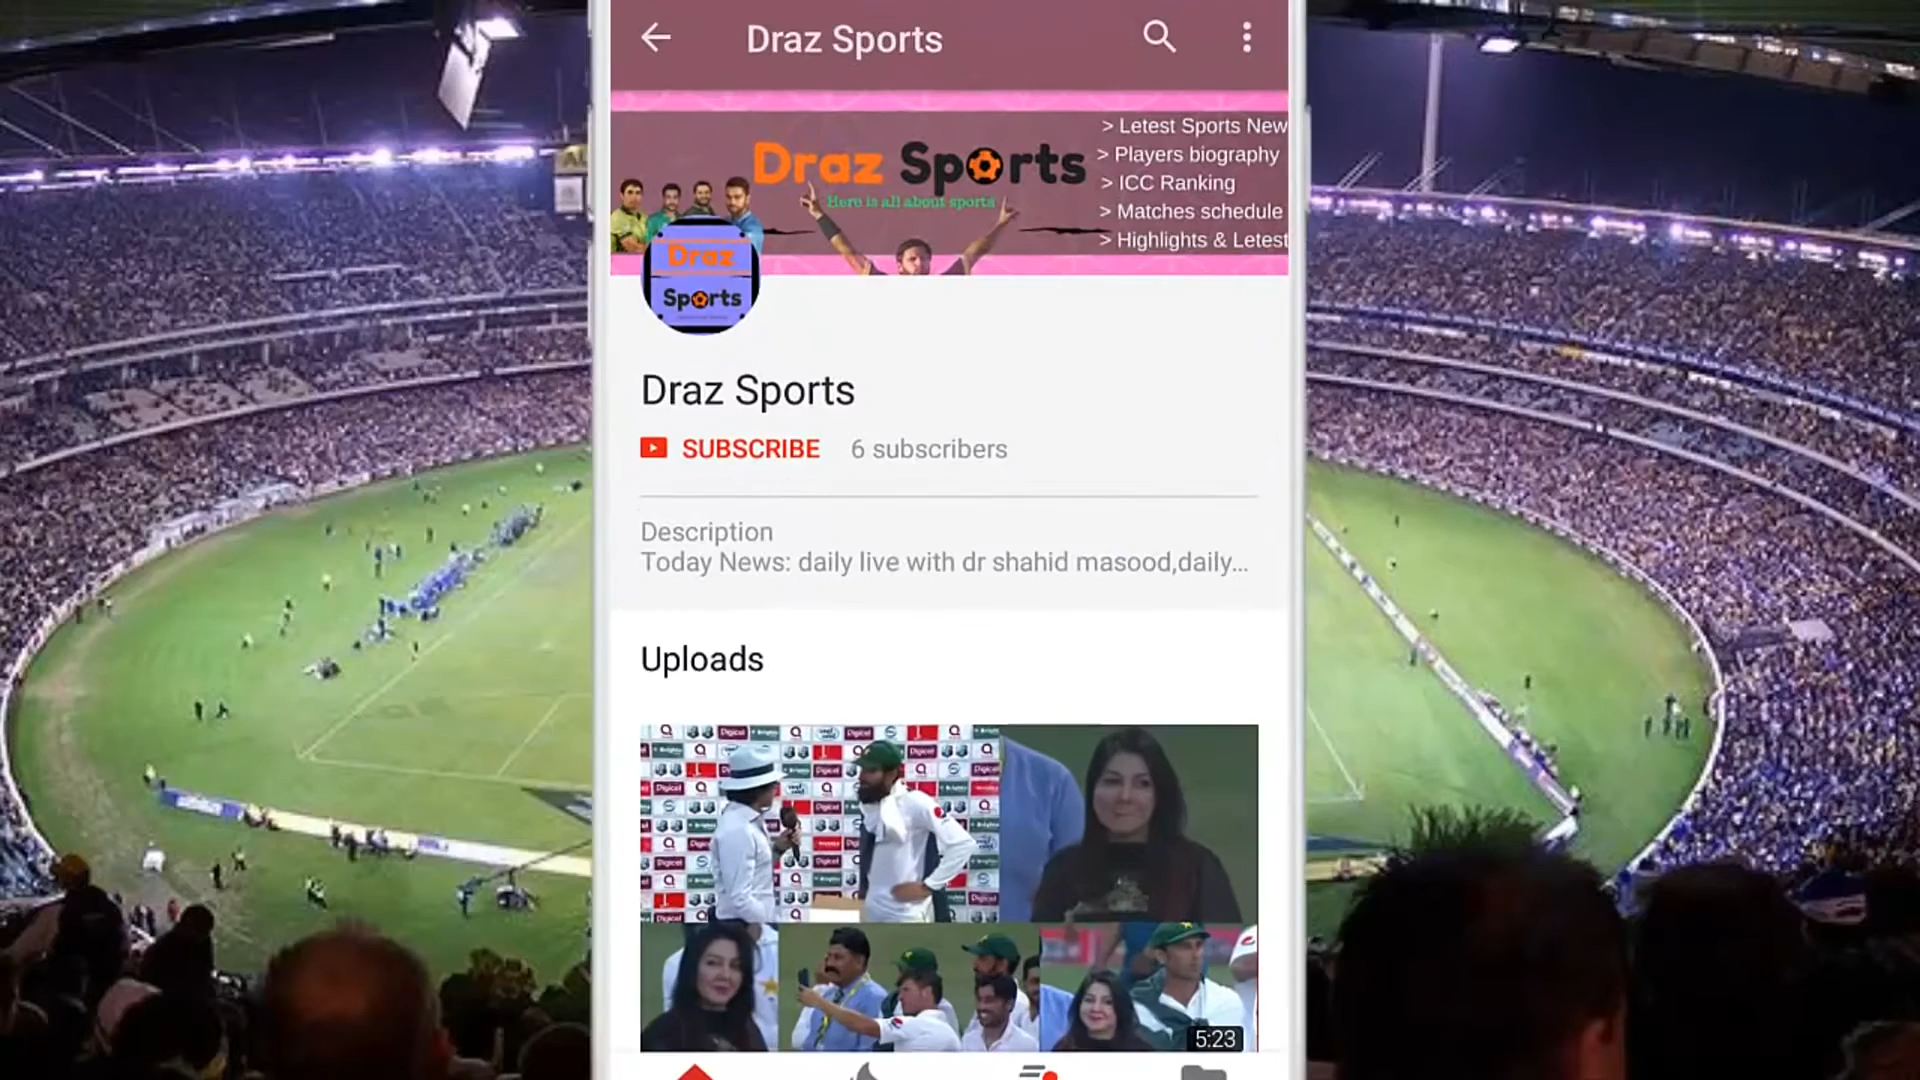 Draz Sports
> Letest Sports New
Draz Sports
> Players biography
> ICC Ranking
Here is all about sports
> Matches schedule
> Highlights & Letest
Draz
Sports
Draz Sports
SUBSCRIBE 6 subscribers
Description
Today News: daily live with dr shahid masood,daily...
Uploads
Digicel
5:23